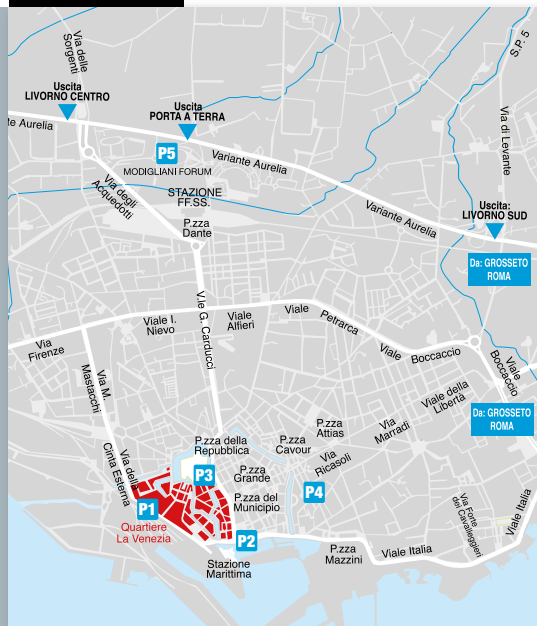 Via delle
Sorgenti
S.P. 5
Uscita
LIVORNO CENTRO
Uscita
PORTA A TERRA
te Aurelia
Via di Levante
P5
MODIGLIANI FORUM
Variante Aurelia
Via degli
Acquedotti
STAZIONE
FF.SS.
P.zza
Dante
Variante Aurelia
Uscita:
LIVORNO SUD
Da: GROSSETO
ROMA
V.le G. Carducci
Viale I.
Nievo
Viale
Alfieri
Viale
Petrarca
Viale
Boccaccio
Viale
Boccaccio
Via
Firenze
Via M.
Mastacchi
Viale della
Libertà
Da: GROSSETO
ROMA
P.zza
Attias
Via
Marradi
P.zza della
Repubblica
P.zza
Cavour
Via
Ricasoli
Via della
Cinta Esterna
P3
P.zza
Grande
P4
P1
P.zza del
Municipio
Quartiere
La Venezia
P2
Via Forte
dei Cavalleggieri
Viale Italia
Stazione
Marittima
P.zza
Mazzini
Viale Italia